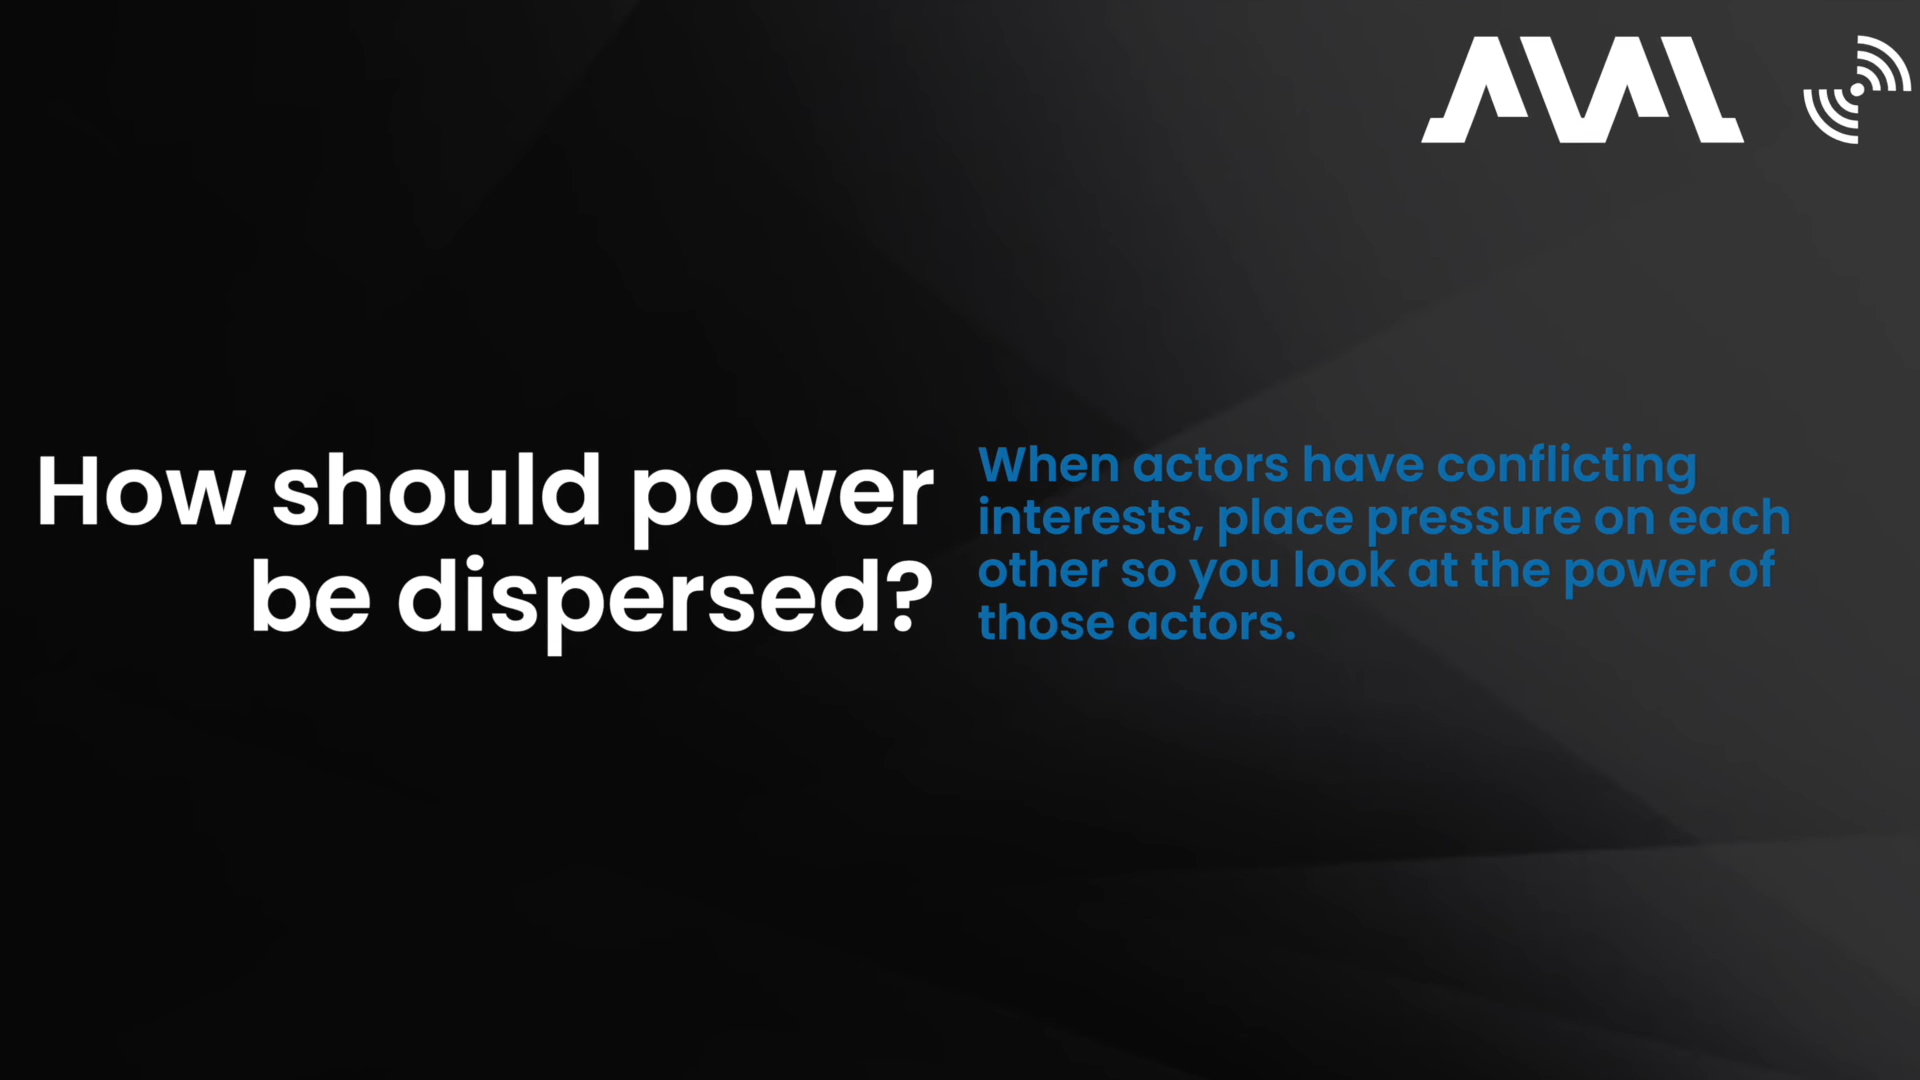 How should power
be dispersed?
When actors have conflicting
interests, place pressure on each
other so you look at the power of
those actors.